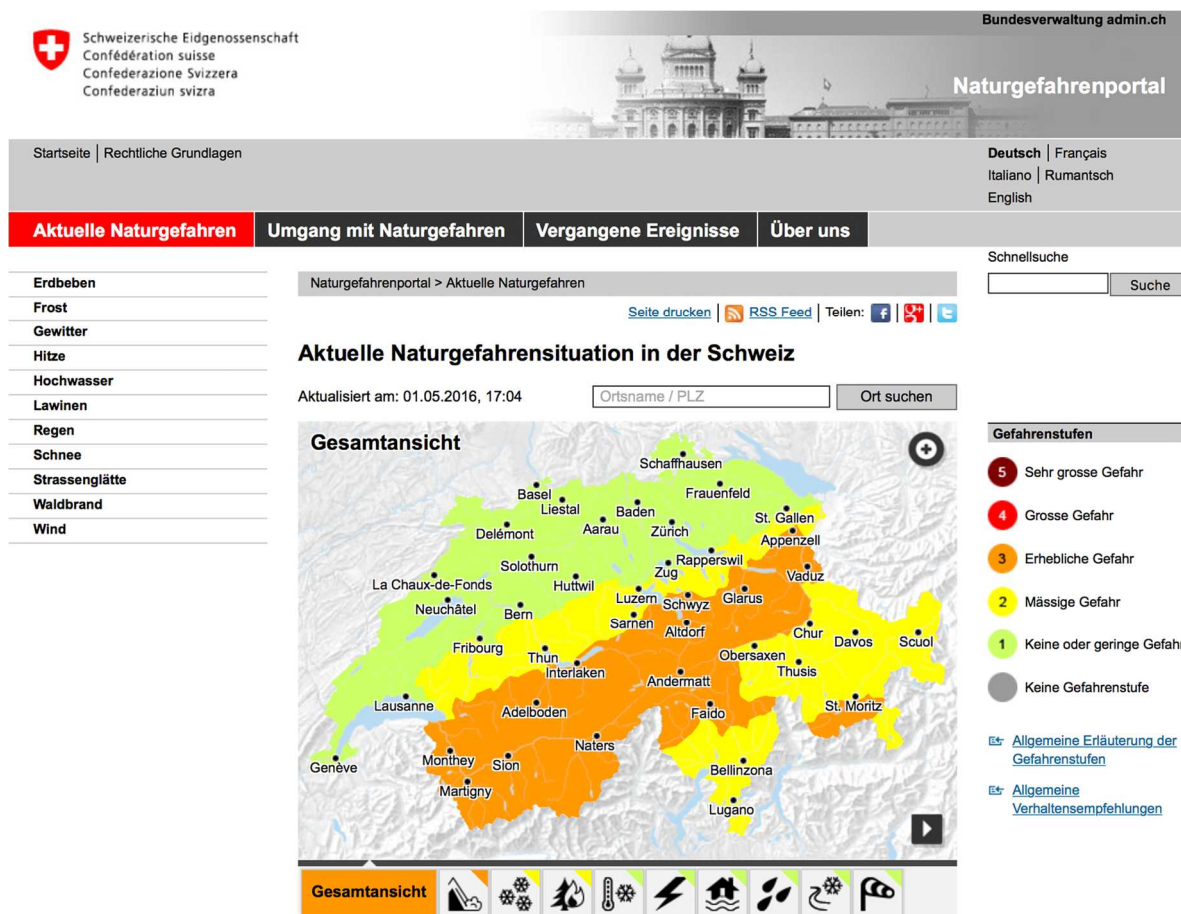 Schweizerische Eidgenossenschaft
Confédération suisse
Confederazione Svizzera
Confederaziun svizra
Bundesverwaltung admin.ch
Naturgefahrenportal
Startseite | Rechtliche Grundlagen
Deutsch | Français
Italiano | Rumantsch
English
Aktuelle Naturgefahren
Umgang mit Naturgefahren
Vergangene Ereignisse
Über uns
Erdbeben
Frost
Gewitter
Hitze
Hochwasser
Lawinen
Regen
Schnee
Strassenglätte
Waldbrand
Wind
Naturgefahrenportal > Aktuelle Naturgefahren
Seite drucken | RSS Feed | Teilen:
Aktuelle Naturgefahrensituation in der Schweiz
Aktualisiert am: 01.05.2016, 17:04
Ortsname / PLZ
Ort suchen
Gesamtansicht
Schaffhausen
Basel
Liestal
Baden
Frauenfeld
Delémont
Aarau
Zürich
St. Gallen
Appenzell
Solothurn
Rapperswil
Zug
Vaduz
La Chaux-de-Fonds
Huttwil
Neuchâtel
Bern
Luzern
Schwyz
Glarus
Sarnen
Altdorf
Fribourg
Thun
Interlaken
Chur
Davos
Scuol
Obersaxen
Thusis
Andermatt
Lausanne
Adelboden
Faido
St. Moritz
Genève
Monthey
Sion
Naters
Martigny
Bellinzona
Lugano
Gesamtansicht
Schnellsuche
Suche
Gefahrenstufen
5 Sehr grosse Gefahr
4 Grosse Gefahr
3 Erhebliche Gefahr
2 Mässige Gefahr
1 Keine oder geringe Gefahr
Keine Gefahrenstufe
Allgemeine Erläuterung der
Gefahrenstufen
Allgemeine
Verhaltensempfehlungen